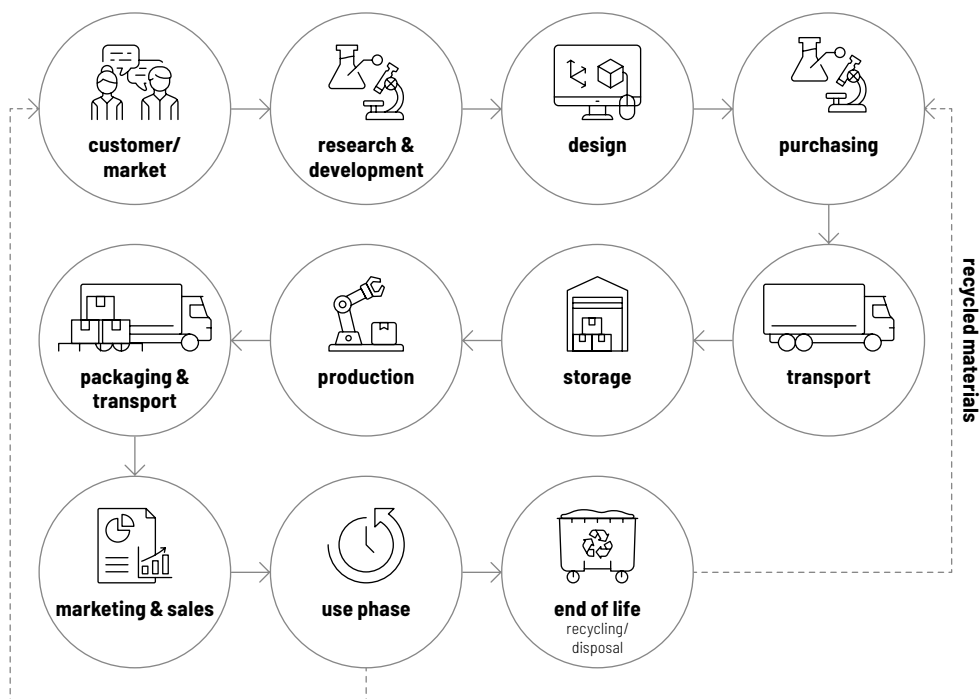 customer/
market
research &
development
design
purchasing
packaging &
transport
production
storage
transport
recycled materials
marketing & sales
use phase
end of life
recycling/
disposal